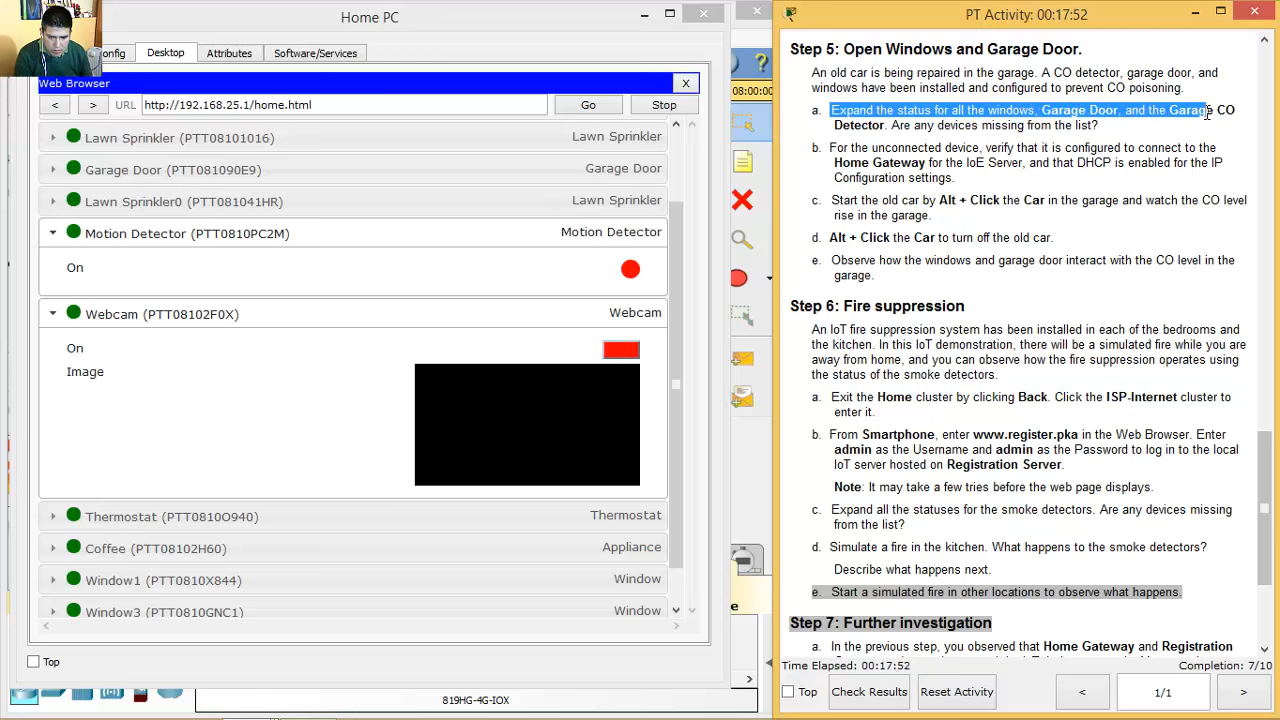 Home PC
onfig
Desktop
Attributes
Software/Services
Web Browser
X
<
>
URL
http://192.168.25.1/home.html
Go
Stop
Lawn Sprinkler (PTT08101016)
Lawn Sprinkler
Garage Door (PTT081090E9)
Garage Door
Lawn Sprinkler0 (PTT081041HR)
Lawn Sprinkler
Motion Detector (PTT0810PC2M)
Motion Detector
On
Webcam (PTT08102F0X)
Webcam
On
Image
Thermostat (PTT0810O940)
Thermostat
Coffee (PTT08102H60)
Appliance
Window1 (PTT0810X844)
Window
Window3 (PTT0810GNC1)
Window
Top
08:00:00
e
819HG-4G-IOX
PT Activity: 00:17:52
Step 5: Open Windows and Garage Door.
An old car is being repaired in the garage. A CO detector, garage door, and
windows have been installed and configured to prevent CO poisoning.
a. Expand the status for all the windows, Garage Door, and the Garage CO
Detector. Are any devices missing from the list?
b. For the unconnected device, verify that it is configured to connect to the
Home Gateway for the IoE Server, and that DHCP is enabled for the IP
Configuration settings.
c. Start the old car by Alt + Click the Car in the garage and watch the CO level
rise in the garage.
d. Alt + Click the Car to turn off the old car.
e. Observe how the windows and garage door interact with the CO level in the
garage.
Step 6: Fire suppression
An IoT fire suppression system has been installed in each of the bedrooms and
the kitchen. In this IoT demonstration, there will be a simulated fire while you are
away from home, and you can observe how the fire suppression operates using
the status of the smoke detectors.
a. Exit the Home cluster by clicking Back. Click the ISP-Internet cluster to
enter it.
b. From Smartphone, enter www.register.pka in the Web Browser. Enter
admin as the Username and admin as the Password to log in to the local
IoT server hosted on Registration Server.
Note: It may take a few tries before the web page displays.
c. Expand all the statuses for the smoke detectors. Are any devices missing
from the list?
d. Simulate a fire in the kitchen. What happens to the smoke detectors?
Describe what happens next.
e. Start a simulated fire in other locations to observe what happens.
Step 7: Further investigation
a. In the previous step, you observed that Home Gateway and Registration
Time Elapsed: 00:17:52
Completion: 7/10
Top
Check Results
Reset Activity
<
1/1
>